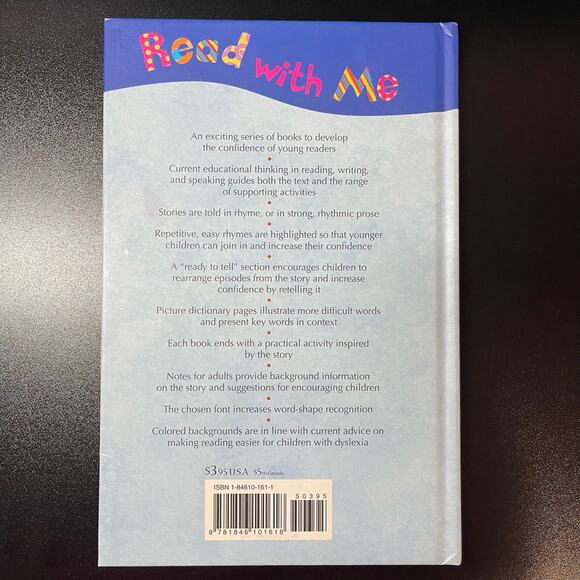 Read with Me
An exciting series of books to develop
the confidence of young readers
•
Current educational thinking in reading, writing,
and speaking guides both the text and the range
of supporting activities
•
Stories are told in rhyme, or in strong, rhythmic prose
•
Repetitive, easy rhymes are highlighted so that younger
children can join in and increase their confidence
•
A “ready to tell” section encourages children to
rearrange episodes from the story and increase
confidence by retelling it
•
Picture dictionary pages illustrate more difficult words
and present key words in context
•
Each book ends with a practical activity inspired
by the story
•
Notes for adults provide background information
on the story and suggestions for encouraging children
•
The chosen font increases word-shape recognition
•
Colored backgrounds are in line with current advice on
making reading easier for children with dyslexia
$3.95 U.S.A $5.95 Canada
ISBN 1-84610-161-1
50395
9 781846 101618